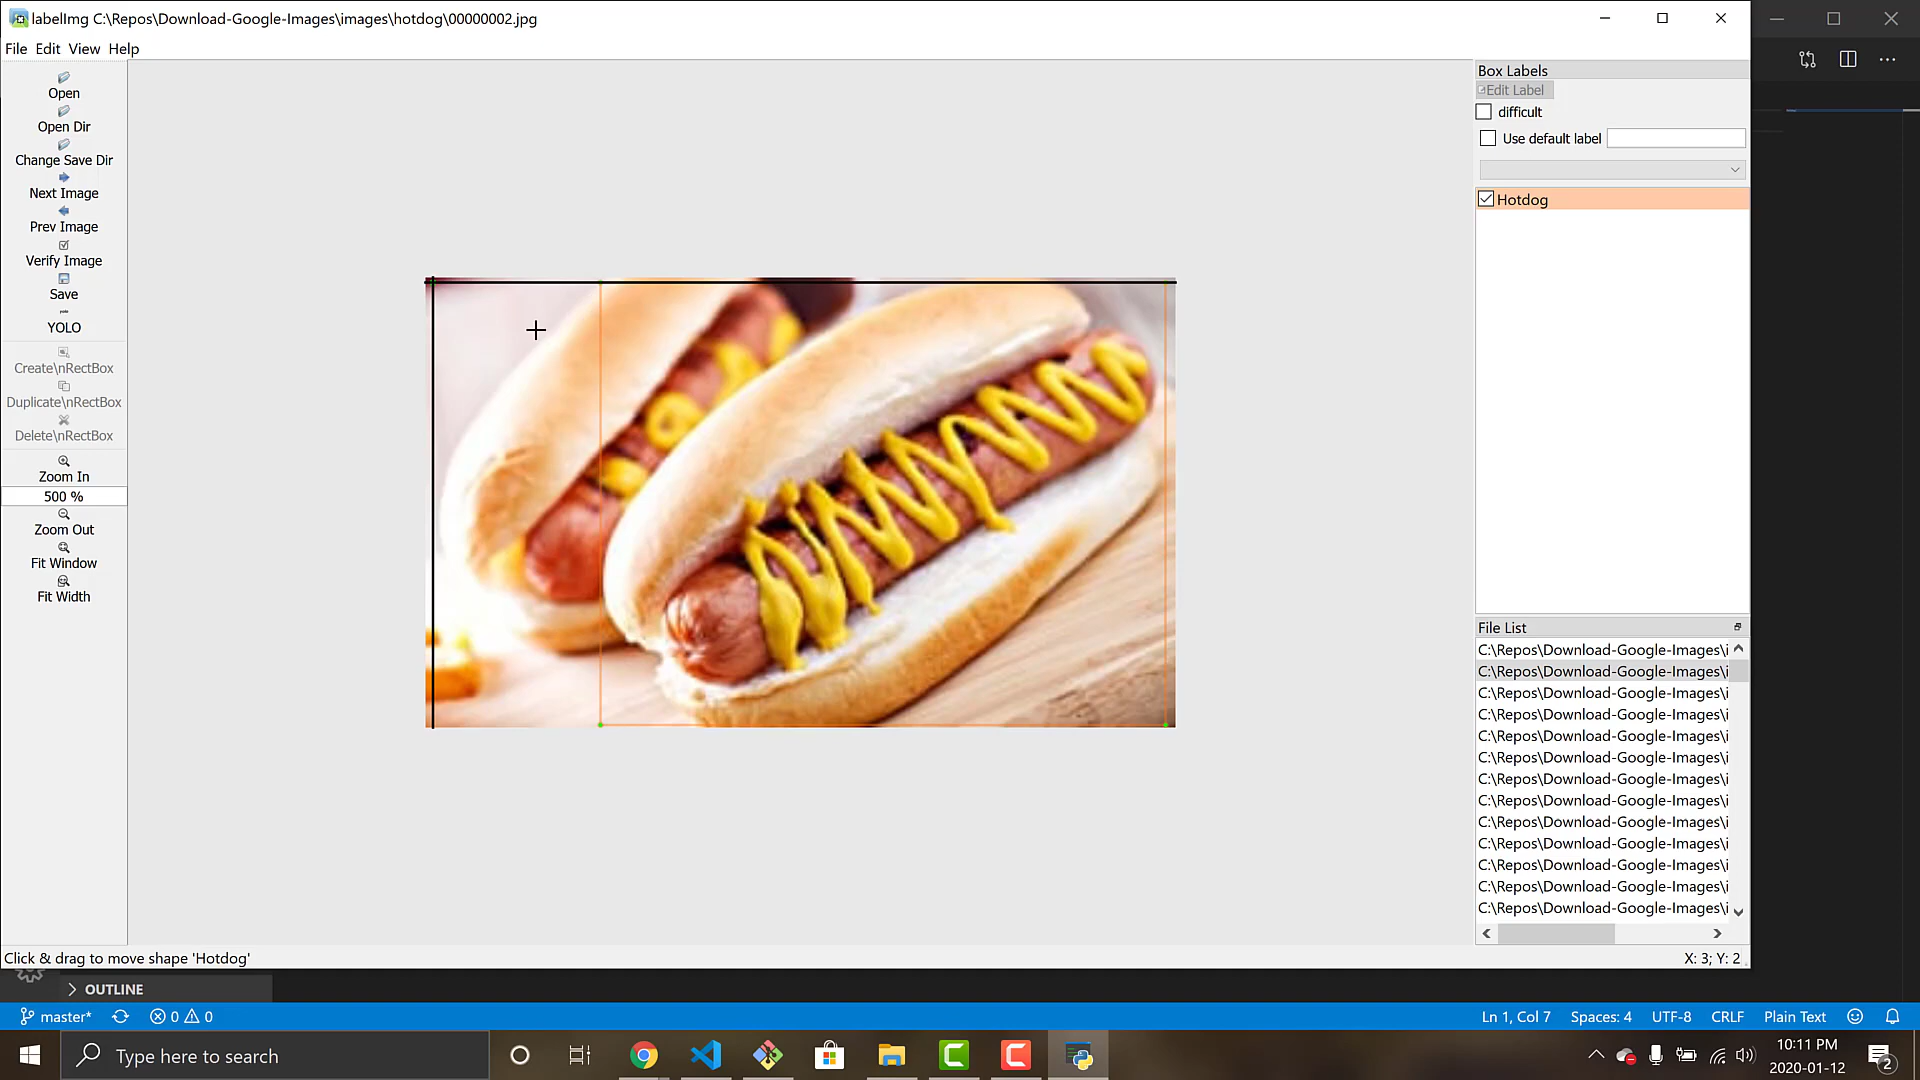 labelImg C:\Repos\Download-Google-Images\images\hotdog\00000002.jpg
File Edit View Help
Open
Open Dir
Change Save Dir
Next Image
Prev Image
Verify Image
Save
YOLO
Create\nRectBox
Duplicate\nRectBox
Delete\nRectBox
Zoom In
500 %
Zoom Out
Fit Window
Fit Width
Box Labels
Edit Label
difficult
Use default label
Hotdog
File List
C:\Repos\Download-Google-Images\i
C:\Repos\Download-Google-Images\i
C:\Repos\Download-Google-Images\i
C:\Repos\Download-Google-Images\i
C:\Repos\Download-Google-Images\i
C:\Repos\Download-Google-Images\i
C:\Repos\Download-Google-Images\i
C:\Repos\Download-Google-Images\i
C:\Repos\Download-Google-Images\i
C:\Repos\Download-Google-Images\i
C:\Repos\Download-Google-Images\i
C:\Repos\Download-Google-Images\i
C:\Repos\Download-Google-Images\i
Click & drag to move shape 'Hotdog'
X: 3; Y: 2
OUTLINE
master* 0 0
Ln 1, Col 7 Spaces: 4 UTF-8 CRLF Plain Text
Type here to search
10:11 PM
2020-01-12
2